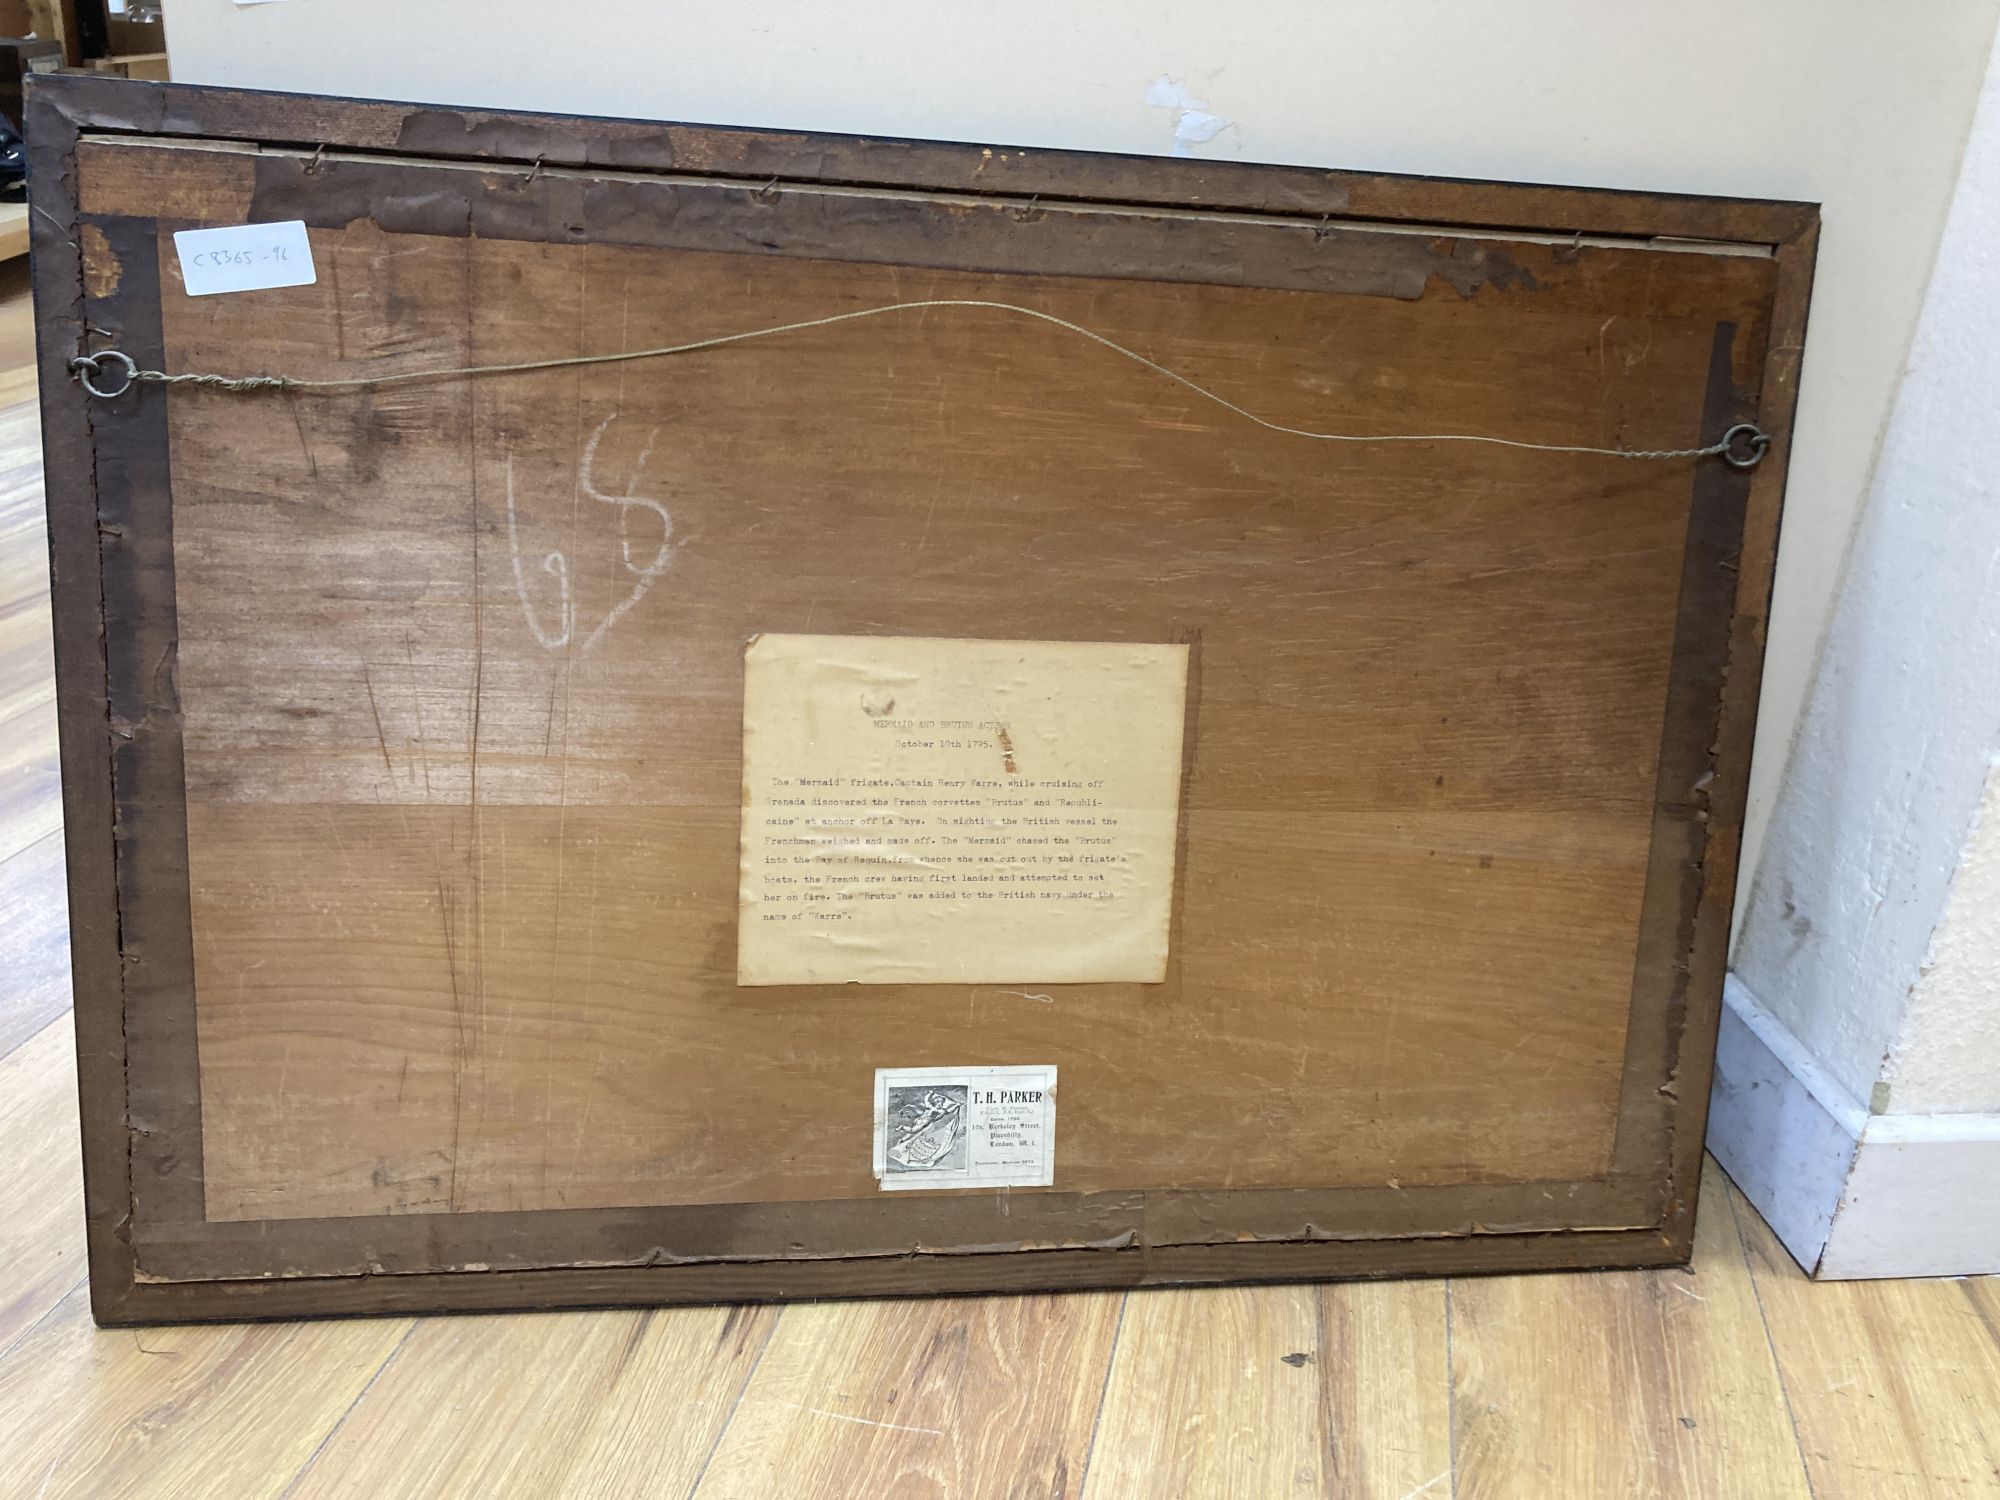 C8365-96
68
MERMAID AND BRUTUS ACTION
October 10th 1795.
The "Mermaid" frigate,Captain Henry Warre, while cruising off
Grenada discovered the French corvettes "Brutus" and "Republi-
caine" at anchor off La Baye. On sighting the British vessel the
Frenchmen weighed and made off. The "Mermaid" chased the "Brutus"
into the Bay of Requin,from whence she was cut out by the frigate's
boats, the French crew having first landed and attempted to set
her on fire. The "Brutus" was added to the British navy under the
name of "Warre".
T. H. PARKER
Estab. 1750
Berkeley Street,
Piccadilly,
London, W. 1.